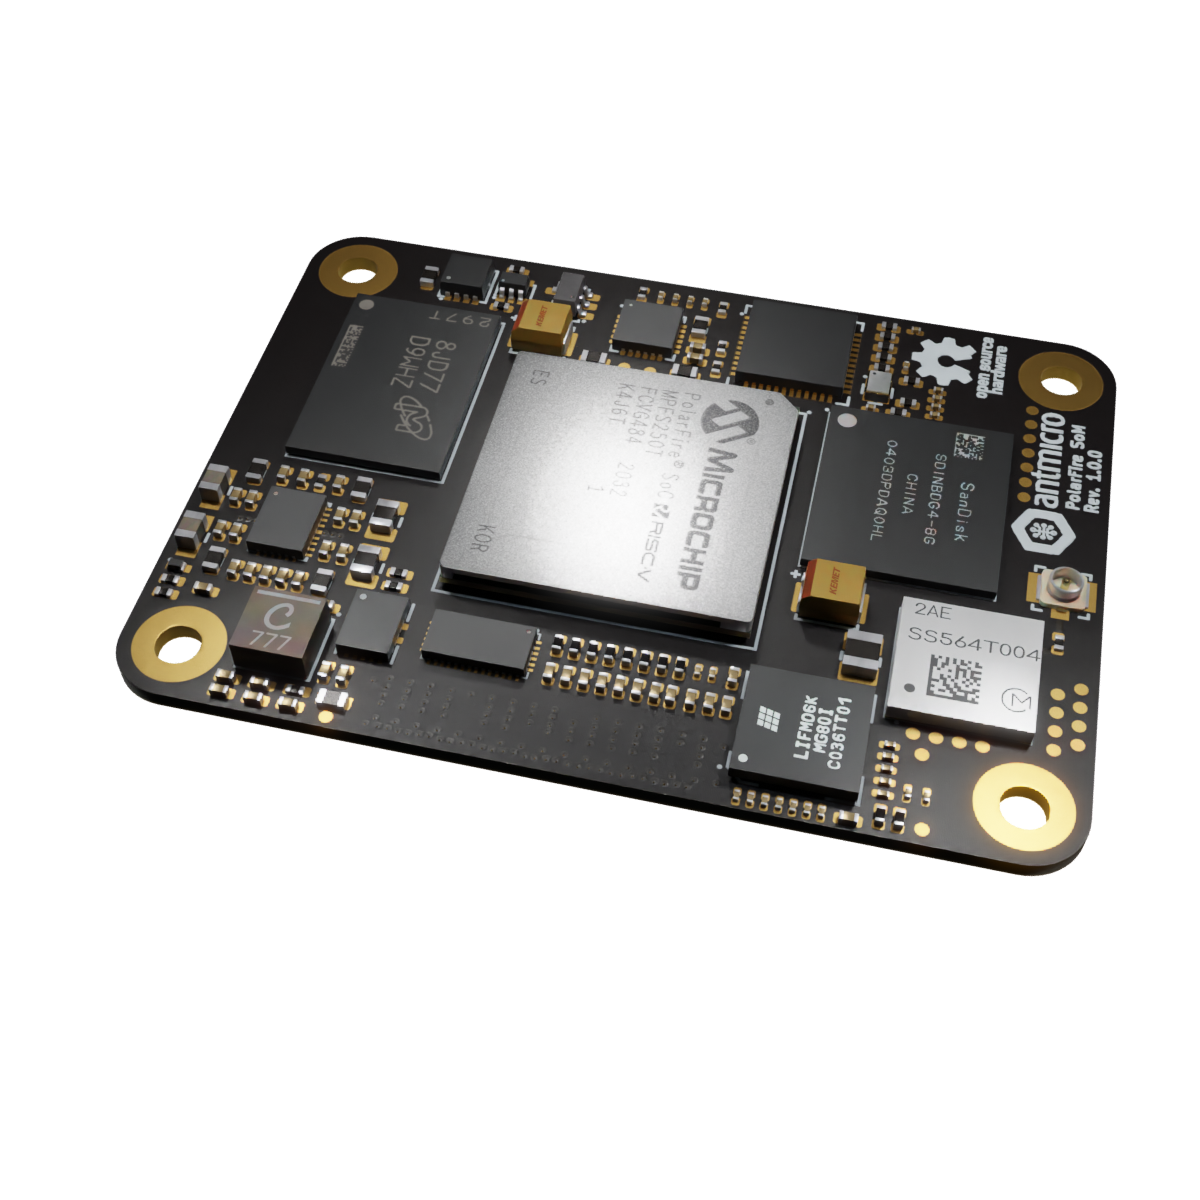 297T
8JD77
D9WHZ
KEMET
ES
MICROCHIP
PolarFire® SoC RISCV
MPFS250T
FCVG484 2032
K4J6T 1
KOR
open source
hardware
antmicro
PolarFire SoM
Rev. 1.0.0
SanDisk
SDINBDG4-8G
CHINA
0403DPDAQ0HL
KEMET
2AE
SS564T004
LIFMD6K
MG80I
C036TT01
C
777